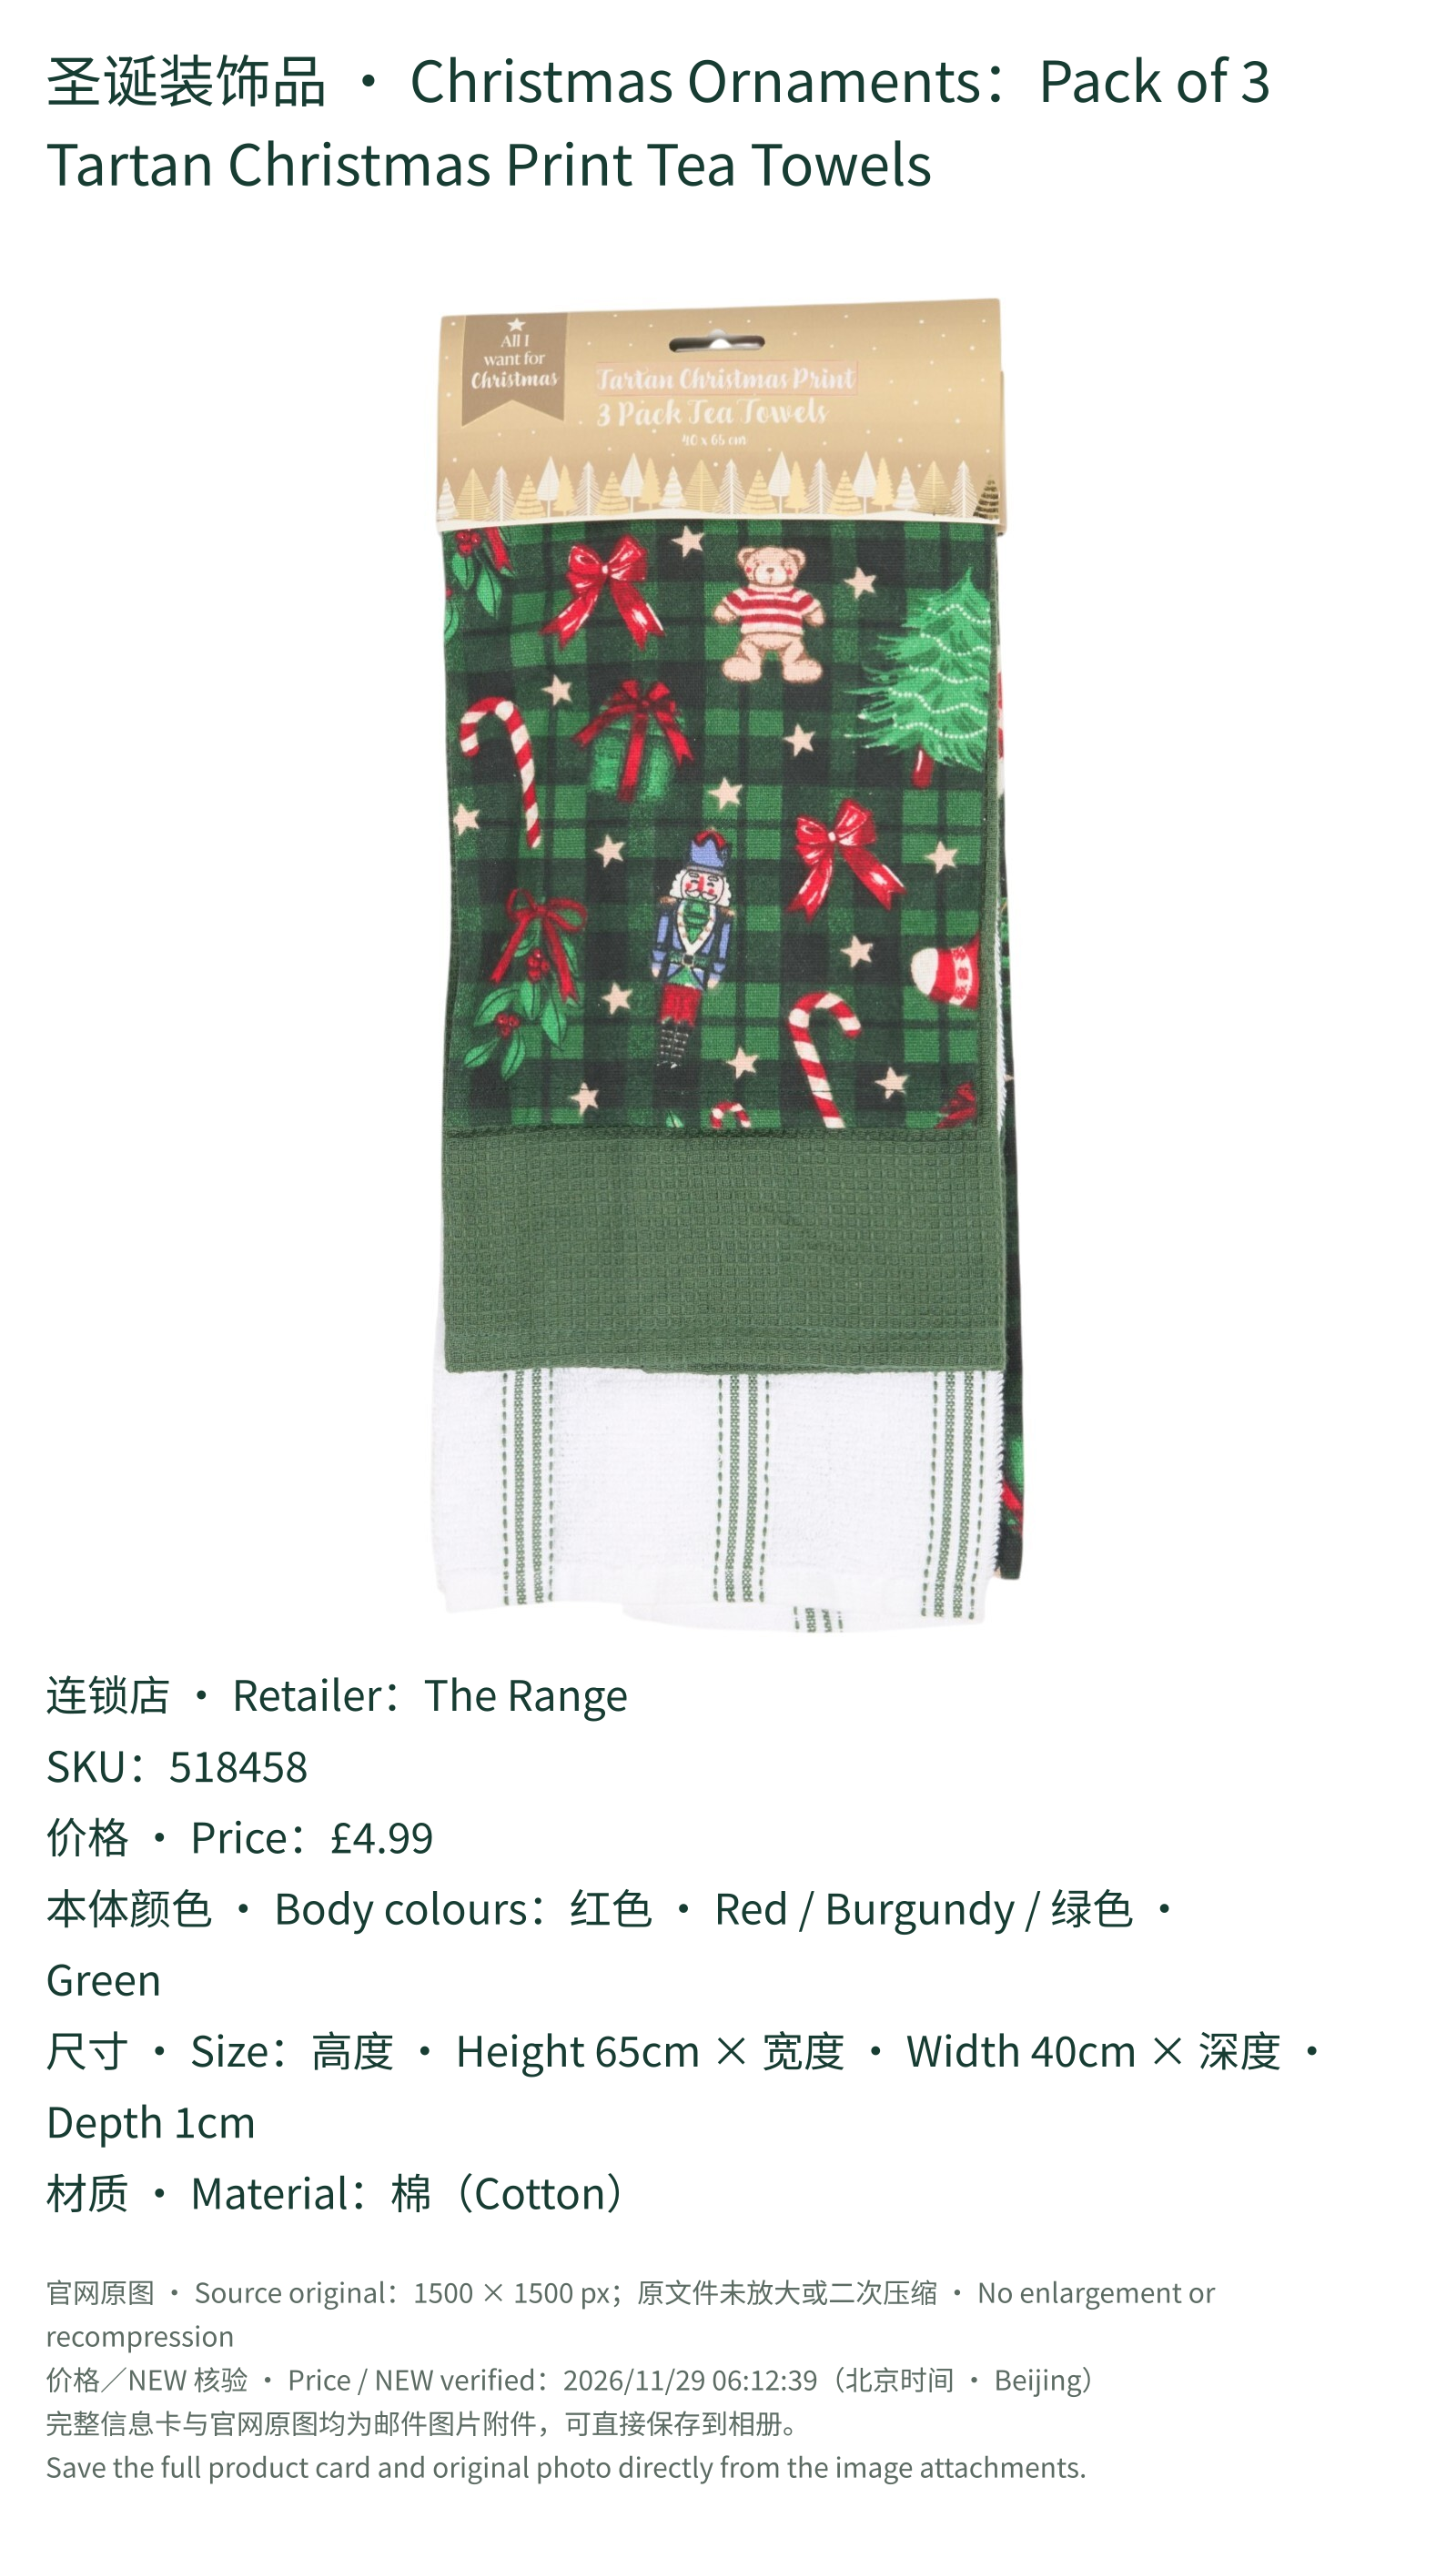 圣诞装饰品 · Christmas Ornaments：Pack of 3
Tartan Christmas Print Tea Towels
All I
want for
Christmas
Tartan Christmas Print
3 Pack Tea Towels
40 x 65 cm
连锁店 · Retailer：The Range
SKU：518458
价格 · Price：£4.99
本体颜色 · Body colours：红色 · Red / Burgundy / 绿色 ·
Green
尺寸 · Size：高度 · Height 65cm × 宽度 · Width 40cm × 深度 ·
Depth 1cm
材质 · Material：棉（Cotton）
官网原图 · Source original：1500 × 1500 px；原文件未放大或二次压缩 · No enlargement or
recompression
价格／NEW 核验 · Price / NEW verified：2026/11/29 06:12:39（北京时间 · Beijing）
完整信息卡与官网原图均为邮件图片附件，可直接保存到相册。
Save the full product card and original photo directly from the image attachments.